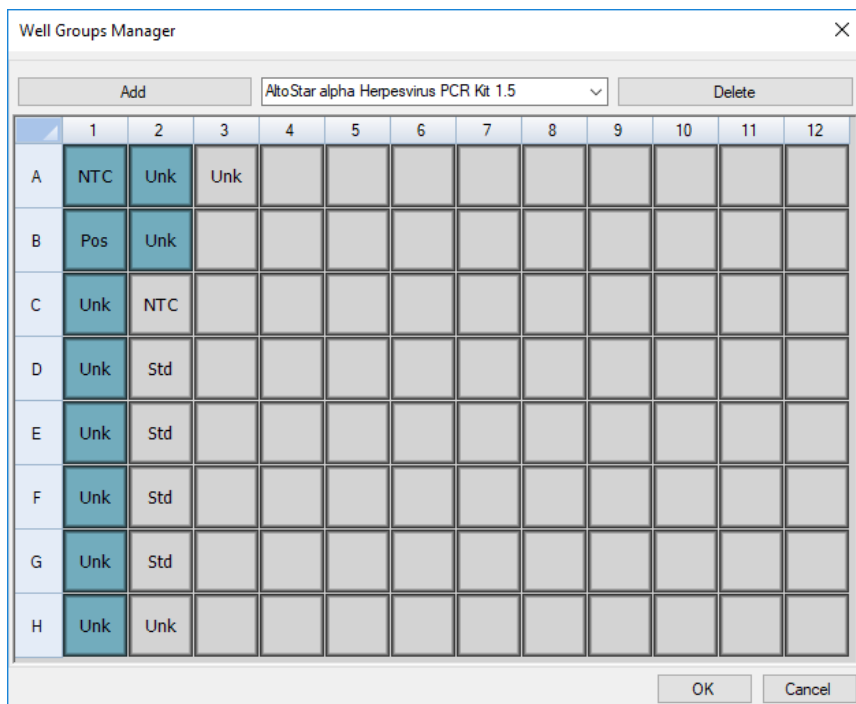 Well Groups Manager
Add AltoStar alpha Herpesvirus PCR Kit 1.5 Delete
1 2 3 4 5 6 7 8 9 10 11 12
A NTC Unk Unk
B Pos Unk
C Unk NTC
D Unk Std
E Unk Std
F Unk Std
G Unk Std
H Unk Unk
OK Cancel